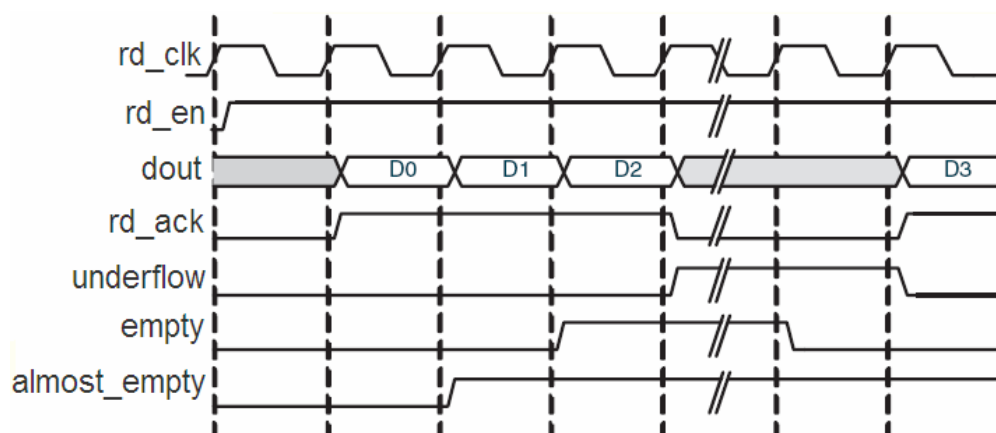 rd_clk
rd_en
dout D0 D1 D2 D3
rd_ack
underflow
empty
almost_empty